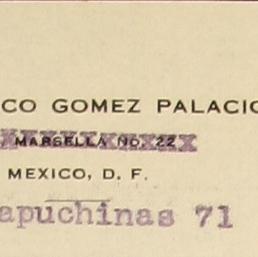 CO GOMEZ PALACIO
MARSELLA No. 22
MEXICO, D. F.
apuchinas 71